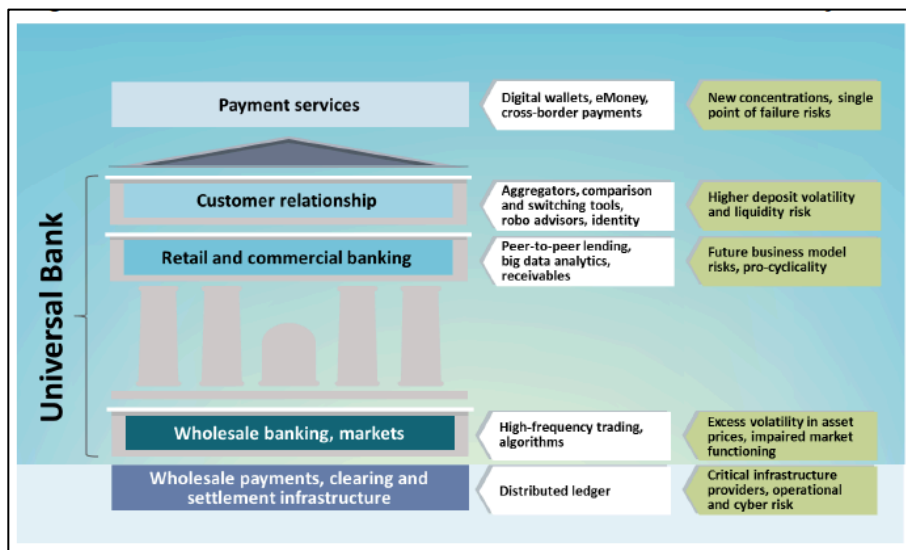 Payment services
Digital wallets, eMoney,
cross-border payments
New concentrations, single
point of failure risks
Universal Bank
Customer relationship
Aggregators, comparison
and switching tools,
robo advisors, identity
Higher deposit volatility
and liquidity risk
Retail and commercial banking
Peer-to-peer lending,
big data analytics,
receivables
Future business model
risks, pro-cyclicality
Wholesale banking, markets
High-frequency trading,
algorithms
Excess volatility in asset
prices, impaired market
functioning
Wholesale payments, clearing and
settlement infrastructure
Distributed ledger
Critical infrastructure
providers, operational
and cyber risk